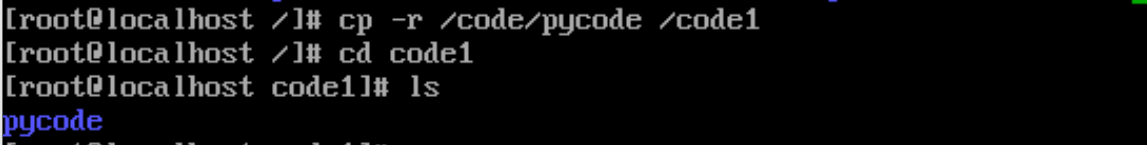 [root@localhost /]# cp -r /code/pycode /code1
[root@localhost /]# cd code1
[root@localhost code1]# ls
pycode